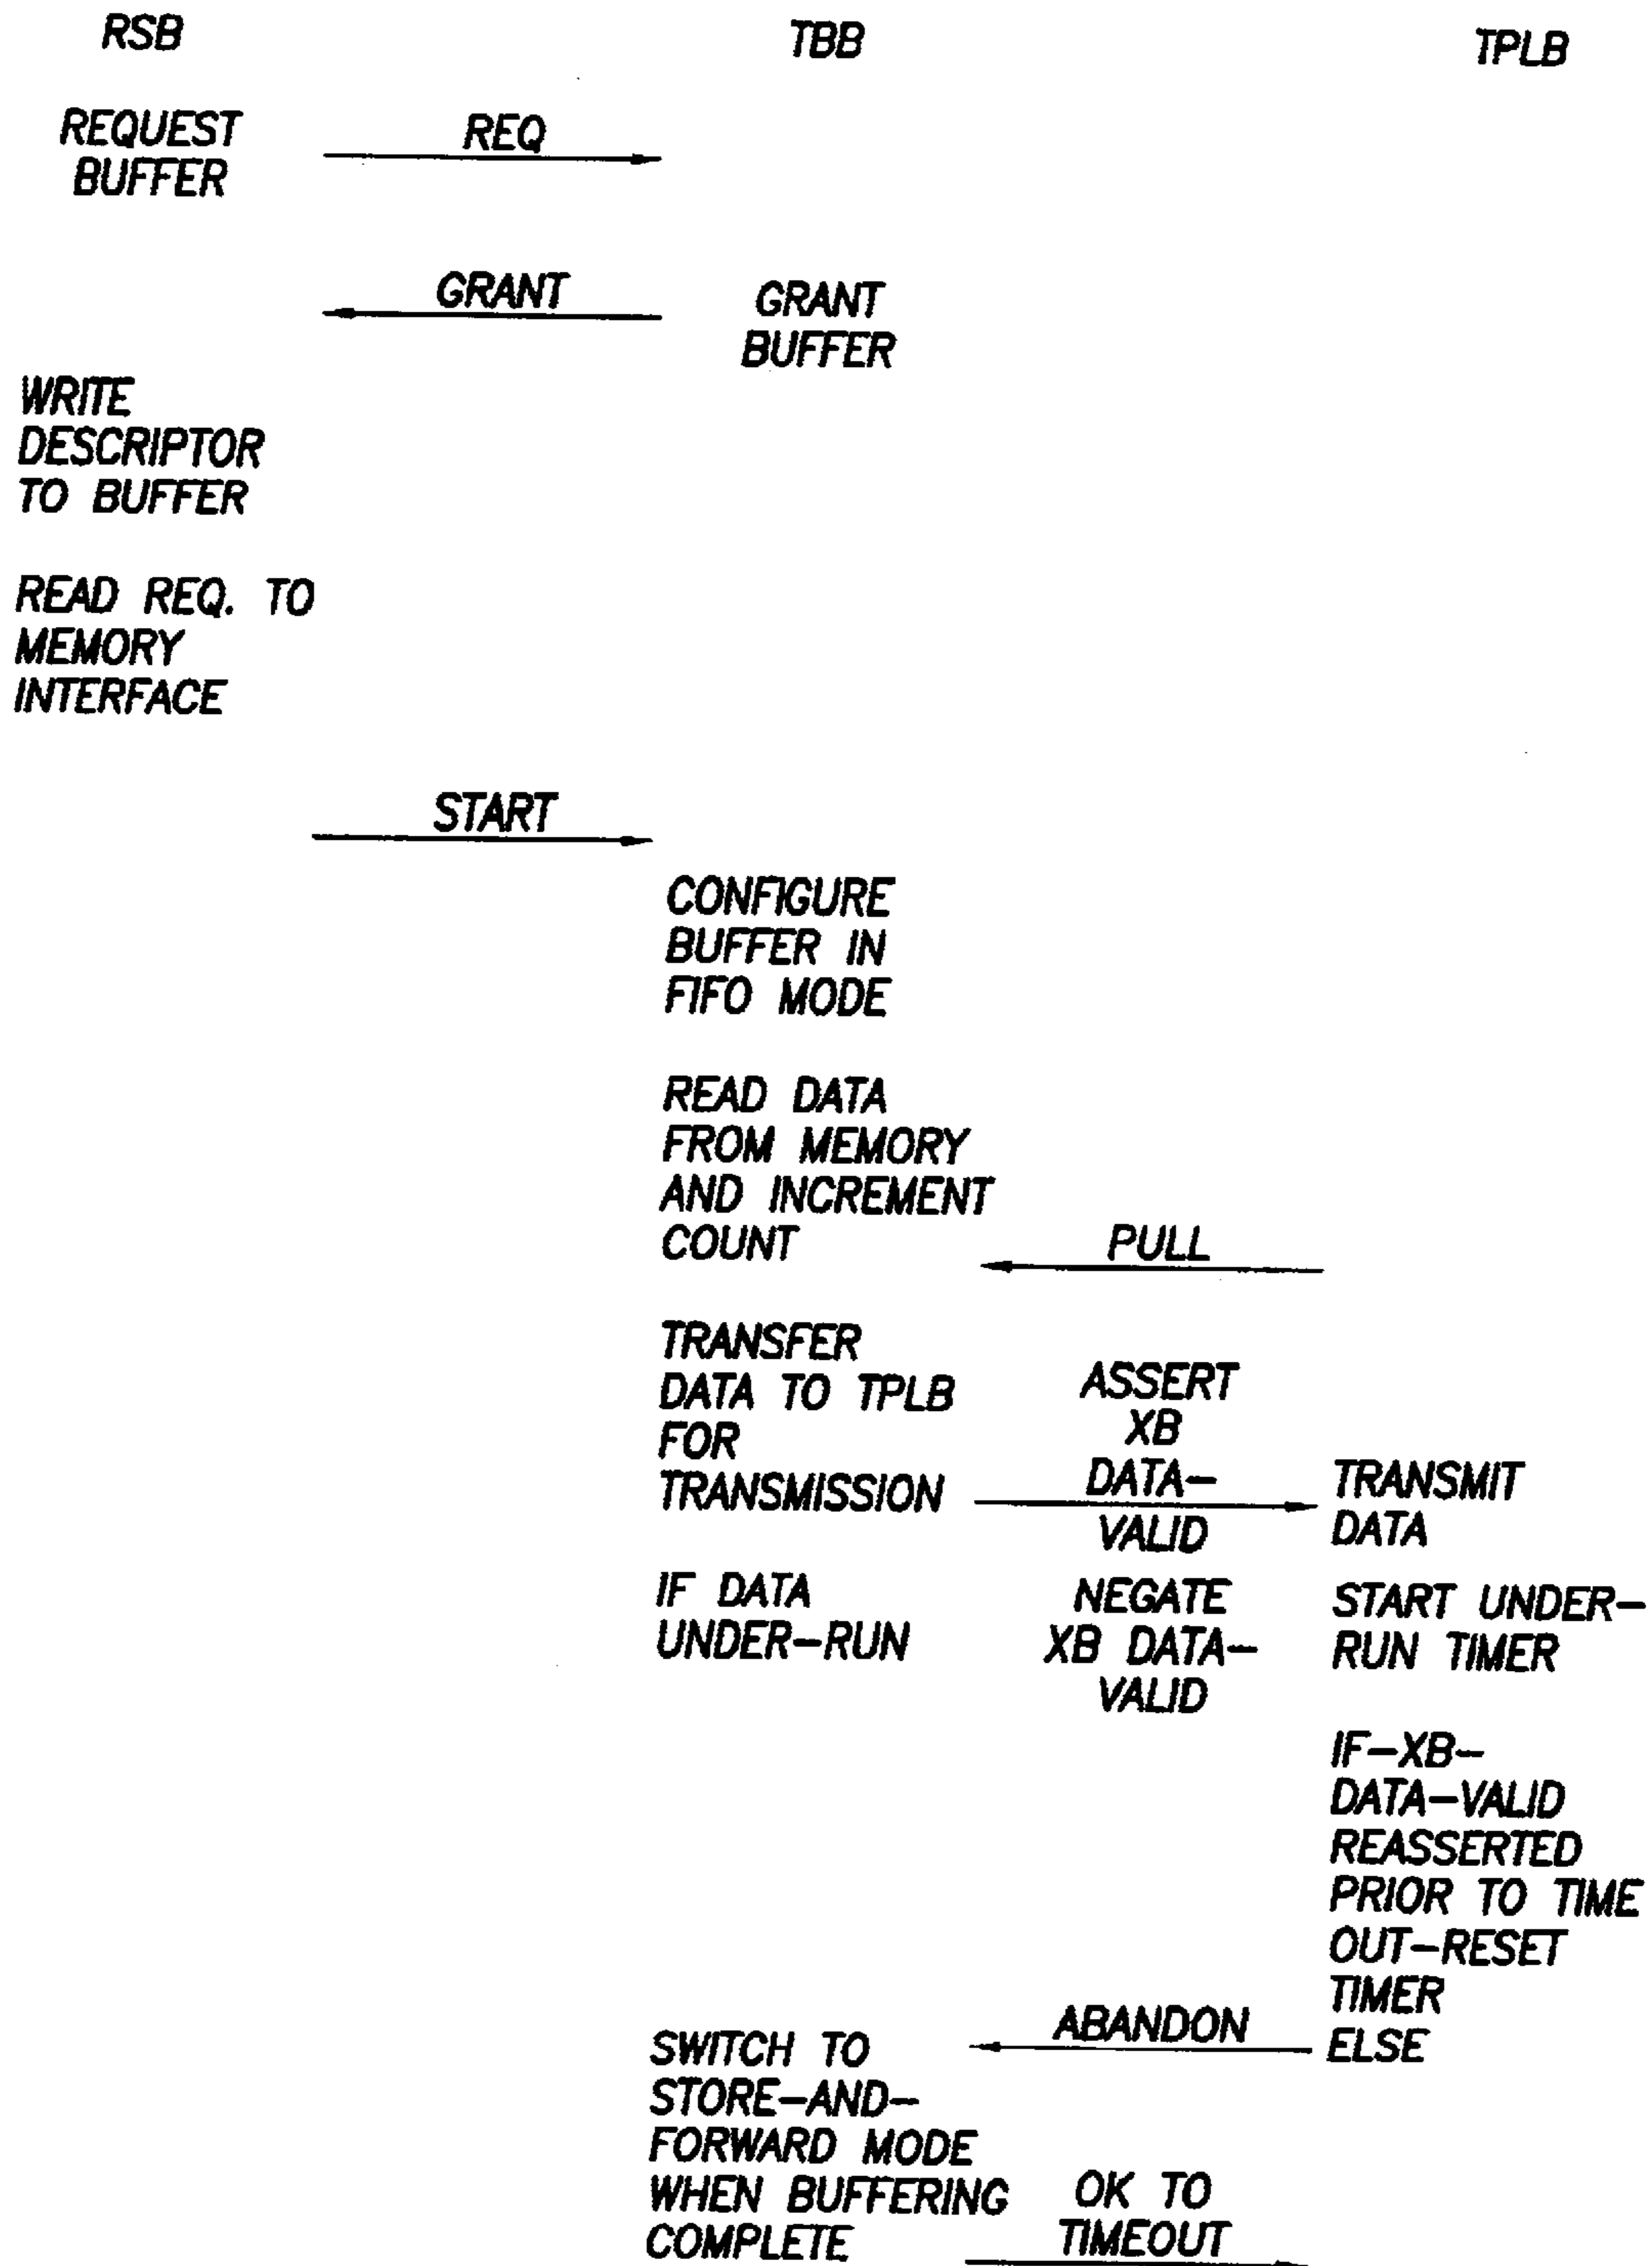 RSB
TBB
TPLB
REQUEST
BUFFER
REQ
GRANT
GRANT
BUFFER
WRITE
DESCRIPTOR
TO BUFFER
READ REQ. TO
MEMORY
INTERFACE
START
CONFIGURE
BUFFER IN
FIFO MODE
READ DATA
FROM MEMORY
AND INCREMENT
COUNT
PULL
TRANSFER
DATA TO TPLB
FOR
TRANSMISSION
ASSERT
XB
DATA-
VALID
TRANSMIT
DATA
IF DATA
UNDER-RUN
NEGATE
XB DATA-
VALID
START UNDER-
RUN TIMER
IF-XB-
DATA-VALID
REASSERTED
PRIOR TO TIME
OUT-RESET
TIMER
ELSE
ABANDON
SWITCH TO
STORE-AND-
FORWARD MODE
WHEN BUFFERING
COMPLETE
OK TO
TIMEOUT